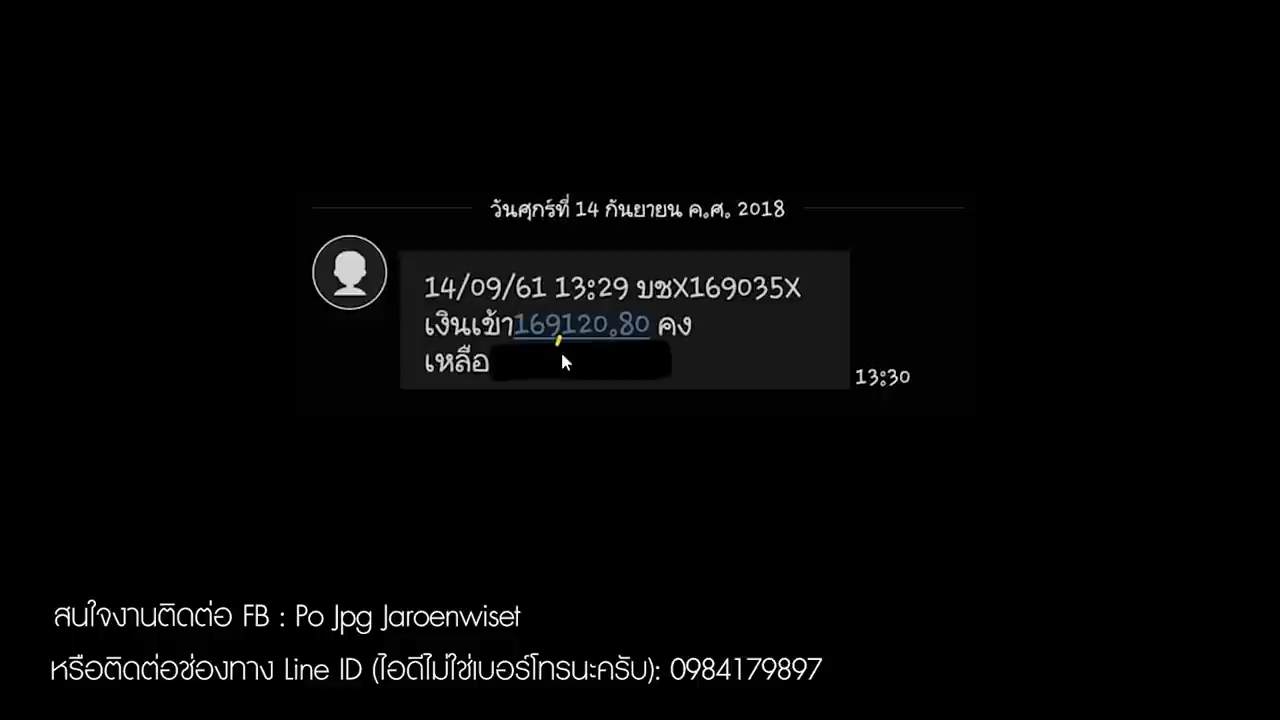 วันศุกร์ที่ 14 กันยายน ค.ศ. 2018
14/09/61 13:29 บชX169035X
เงินเข้า169120.80 คง
เหลือ
13:30
สนใจงานติดต่อ FB : Po Jpg Jaroenwiset
หรือติดต่อช่องทาง Line ID (ไอดีไม่ใช่เบอร์โทรนะครับ): 0984179897